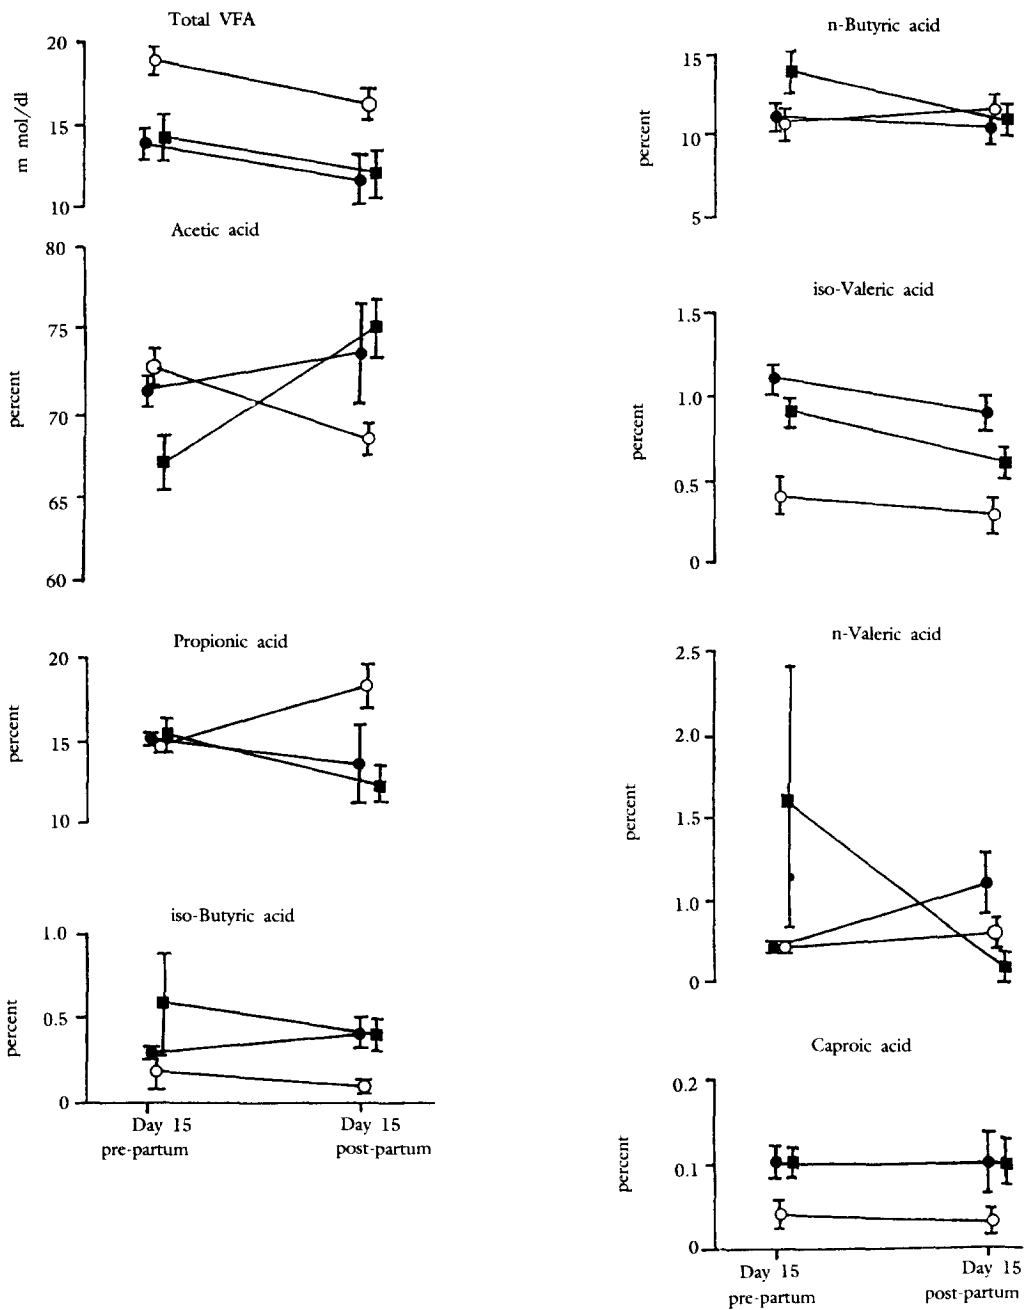 Total VFA
20
15
10
m mol/dl
Acetic acid
80
75
70
65
60
percent
Propionic acid
20
15
10
percent
iso-Butyric acid
1.0
0.5
0
percent
Day 15
pre-partum
Day 15
post-partum
n-Butyric acid
15
10
5
percent
iso-Valeric acid
1.5
1.0
0.5
0
percent
n-Valeric acid
2.5
2.0
1.5
1.0
0
percent
Caproic acid
0.2
0.1
0
percent
Day 15
pre-partum
Day 15
post-partum